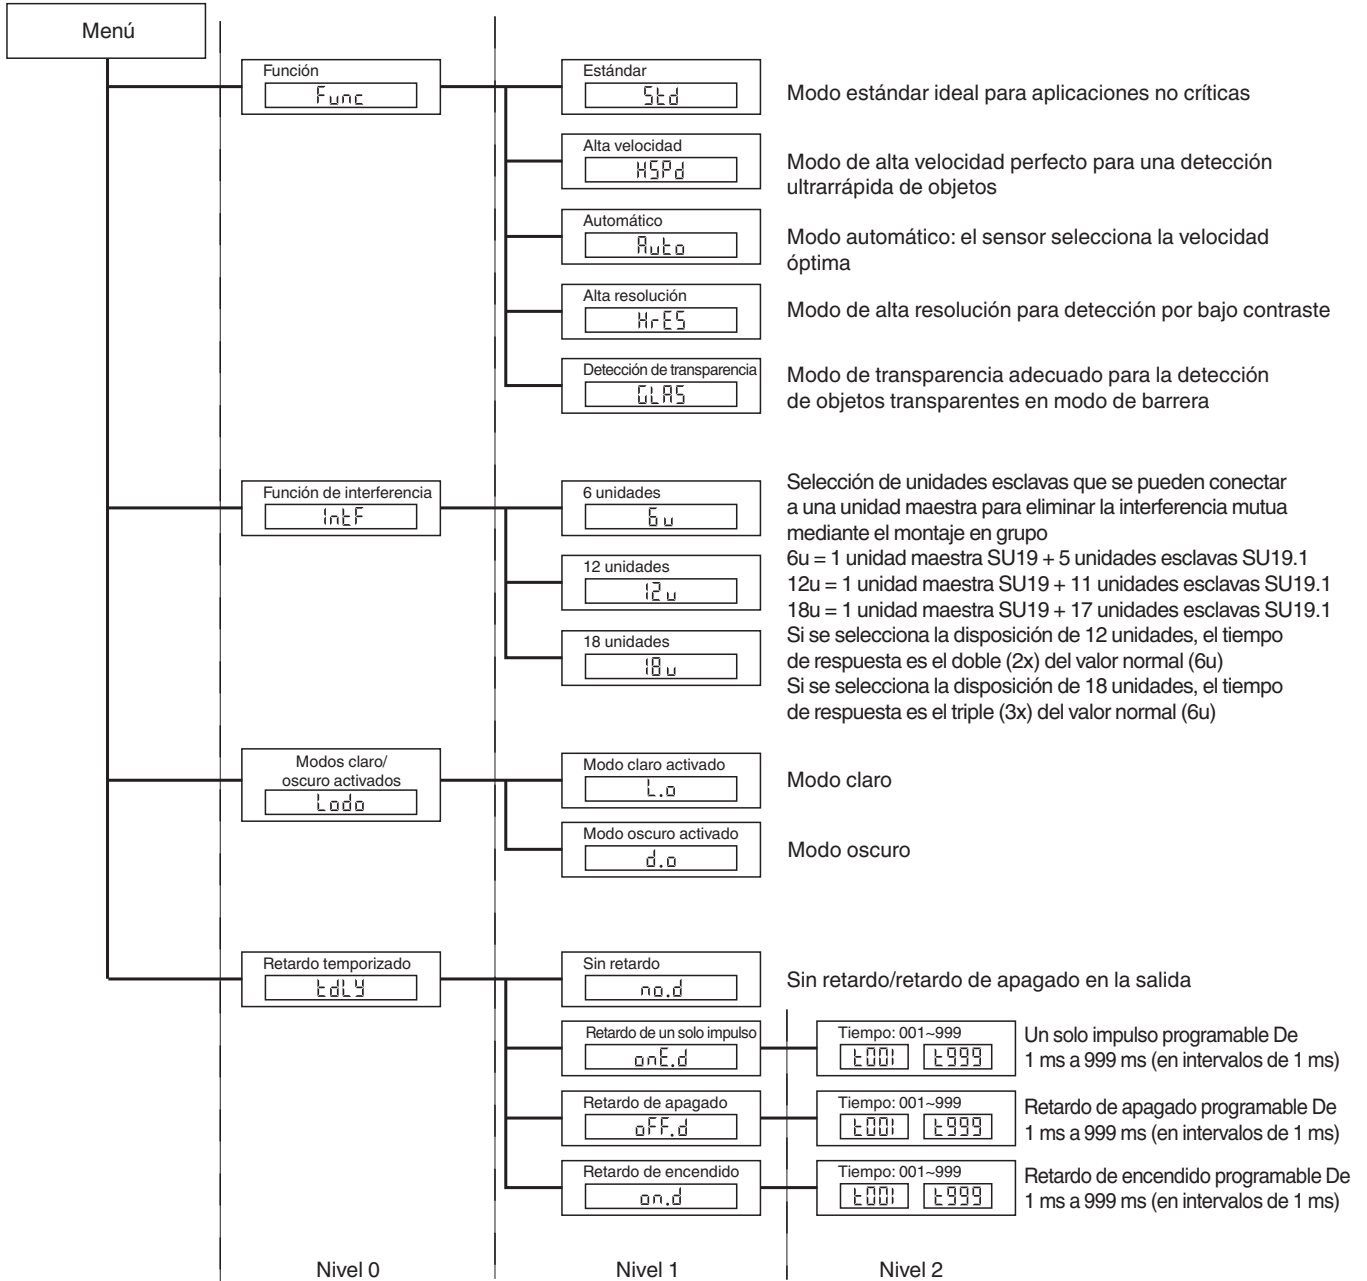 Menú
Función
Func
Estándar
Std
Modo estándar ideal para aplicaciones no críticas
Alta velocidad
HSPd
Modo de alta velocidad perfecto para una detección
ultrarrápida de objetos
Automático
Auto
Modo automático: el sensor selecciona la velocidad
óptima
Alta resolución
HrES
Modo de alta resolución para detección por bajo contraste
Detección de transparencia
GLAS
Modo de transparencia adecuado para la detección
de objetos transparentes en modo de barrera
Función de interferencia
IntF
6 unidades
6u
Selección de unidades esclavas que se pueden conectar
a una unidad maestra para eliminar la interferencia mutua
mediante el montaje en grupo
6u = 1 unidad maestra SU19 + 5 unidades esclavas SU19.1
12 unidades
12u
12u = 1 unidad maestra SU19 + 11 unidades esclavas SU19.1
18u = 1 unidad maestra SU19 + 17 unidades esclavas SU19.1
18 unidades
18u
Si se selecciona la disposición de 12 unidades, el tiempo
de respuesta es el doble (2x) del valor normal (6u)
Si se selecciona la disposición de 18 unidades, el tiempo
de respuesta es el triple (3x) del valor normal (6u)
Modos claro/
oscuro activados
Lodo
Modo claro activado
L.o
Modo claro
Modo oscuro activado
d.o
Modo oscuro
Retardo temporizado
tdLY
Sin retardo
no.d
Sin retardo/retardo de apagado en la salida
Retardo de un solo impulso
onE.d
Tiempo: 001~999
t001 t999
Un solo impulso programable De
1 ms a 999 ms (en intervalos de 1 ms)
Retardo de apagado
oFF.d
Tiempo: 001~999
t001 t999
Retardo de apagado programable De
1 ms a 999 ms (en intervalos de 1 ms)
Retardo de encendido
on.d
Tiempo: 001~999
t001 t999
Retardo de encendido programable De
1 ms a 999 ms (en intervalos de 1 ms)
Nivel 0
Nivel 1
Nivel 2